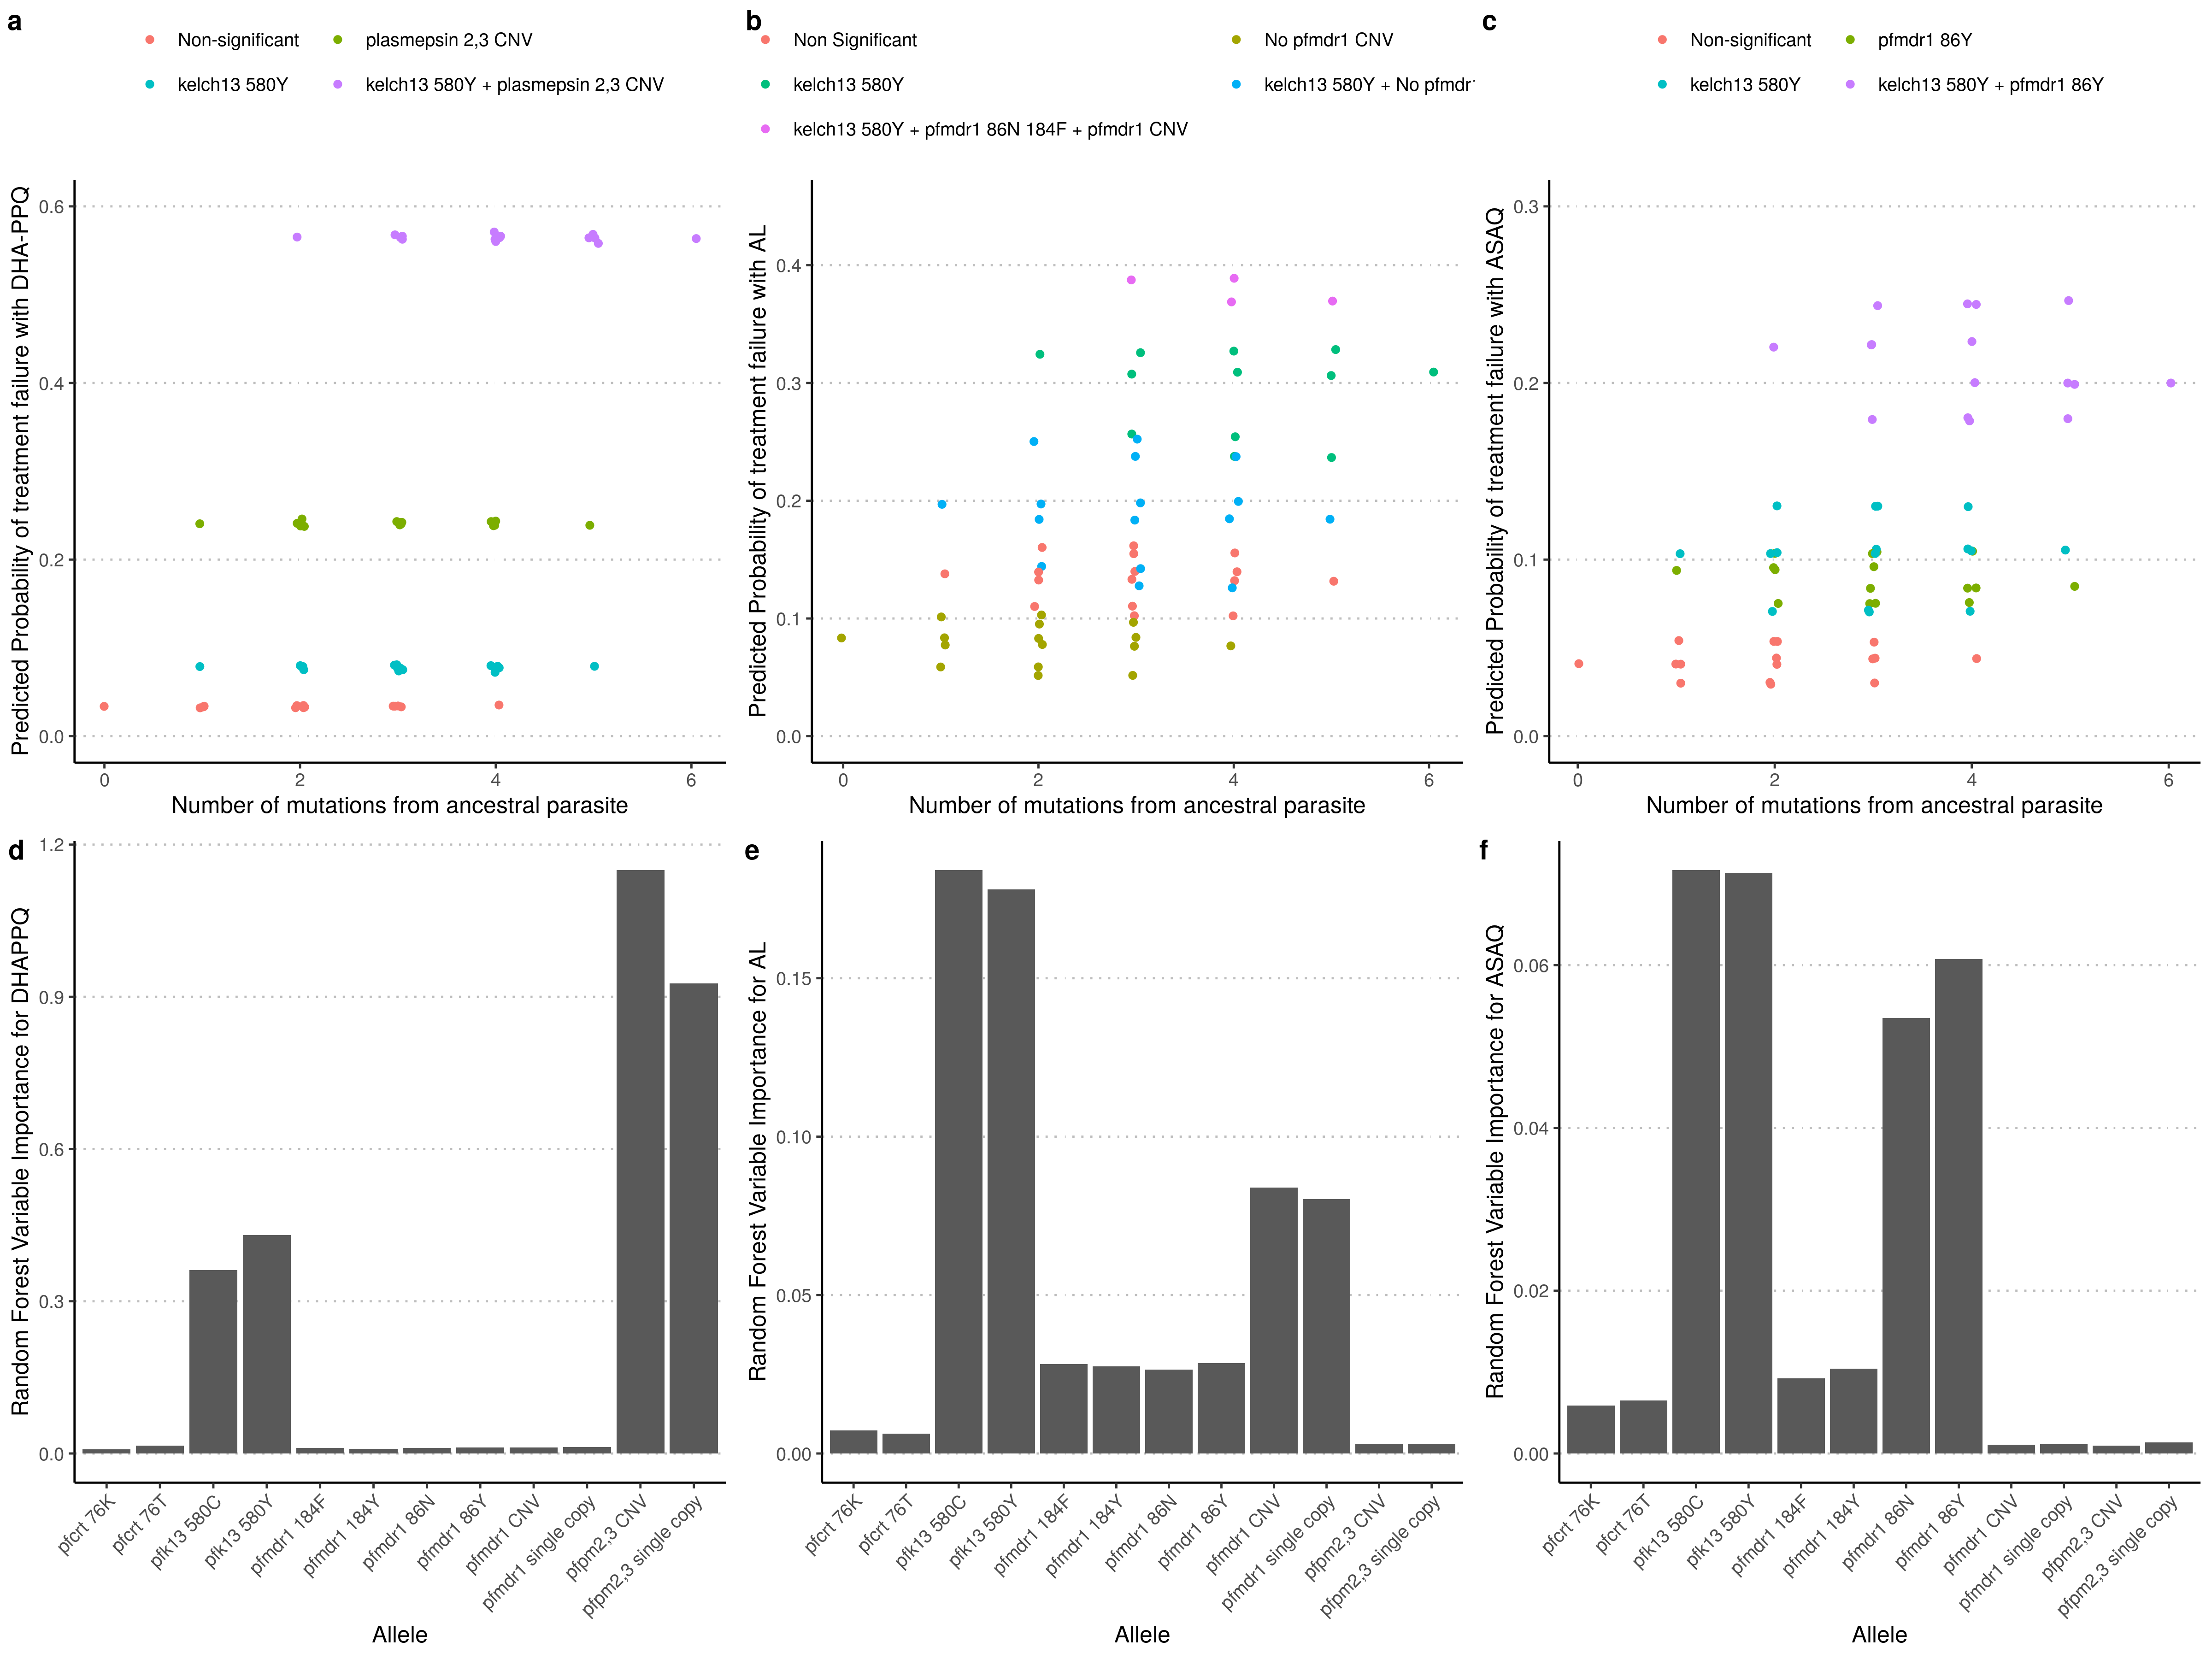 a
Non-significant
plasmepsin 2,3 CNV
kelch13 580Y
kelch13 580Y + plasmepsin 2,3 CNV
Predicted Probability of treatment failure with DHA-PPQ
0.6
0.4
0.2
0.0
0 2 4 6
Number of mutations from ancestral parasite
b
Non Significant
No pfmdr1 CNV
kelch13 580Y
kelch13 580Y + No
kelch13 580Y + pfmdr1 86N 184F + pfmdr1 CNV
Predicted Probability of treatment failure with AL
0.4
0.3
0.2
0.1
0.0
0 2 4 6
Number of mutations from ancestral parasite
c
Non-significant
pfmdr1 86Y
kelch13 580Y
kelch13 580Y + pfmdr1 86Y
Predicted Probability of treatment failure with ASAQ
0.3
0.2
0.1
0.0
0 2 4 6
Number of mutations from ancestral parasite
d
Random Forest Variable Importance for DHAPPQ
1.2
0.9
0.6
0.3
0.0
pfcrt 76K
pfcrt 76T
pfk13 580C
pfk13 580Y
pfmdr1 184F
pfmdr1 184Y
pfmdr1 86N
pfmdr1 86Y
pfmdr1 CNV
pfmdr1 single copy
pfpm2,3 CNV
pfpm2,3 single copy
Allele
e
Random Forest Variable Importance for AL
0.15
0.10
0.05
0.00
pfcrt 76K
pfcrt 76T
pfk13 580C
pfk13 580Y
pfmdr1 184F
pfmdr1 184Y
pfmdr1 86N
pfmdr1 86Y
pfmdr1 CNV
pfmdr1 single copy
pfpm2,3 CNV
pfpm2,3 single copy
Allele
f
Random Forest Variable Importance for ASAQ
0.06
0.04
0.02
0.00
pfcrt 76K
pfcrt 76T
pfk13 580C
pfk13 580Y
pfmdr1 184F
pfmdr1 184Y
pfmdr1 86N
pfmdr1 86Y
pfmdr1 CNV
pfmdr1 single copy
pfpm2,3 CNV
pfpm2,3 single copy
Allele